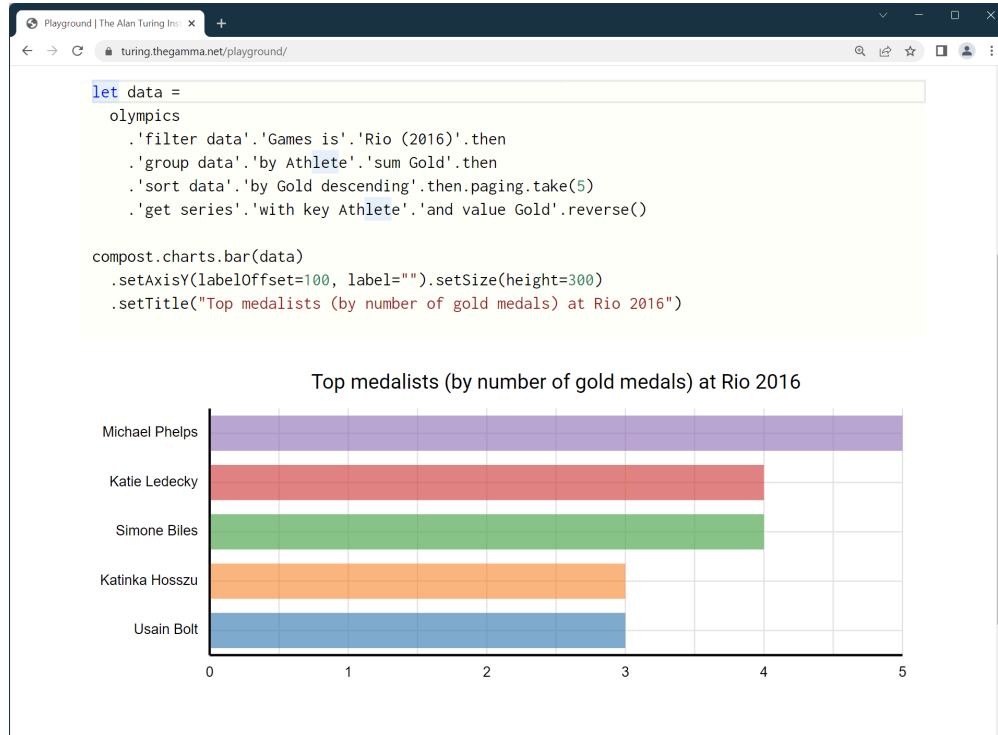 Playground | The Alan Turing Inst
turing.thegamma.net/playground/
let data =
  olympics
    .'filter data'.'Games is'.'Rio (2016)'.then
    .'group data'.'by Athlete'.'sum Gold'.then
    .'sort data'.'by Gold descending'.then.paging.take(5)
    .'get series'.'with key Athlete'.'and value Gold'.reverse()
compost.charts.bar(data)
  .setAxisY(labelOffset=100, label="").setSize(height=300)
  .setTitle("Top medalists (by number of gold medals) at Rio 2016")
Top medalists (by number of gold medals) at Rio 2016
Michael Phelps
Katie Ledecky
Simone Biles
Katinka Hosszu
Usain Bolt
0 1 2 3 4 5